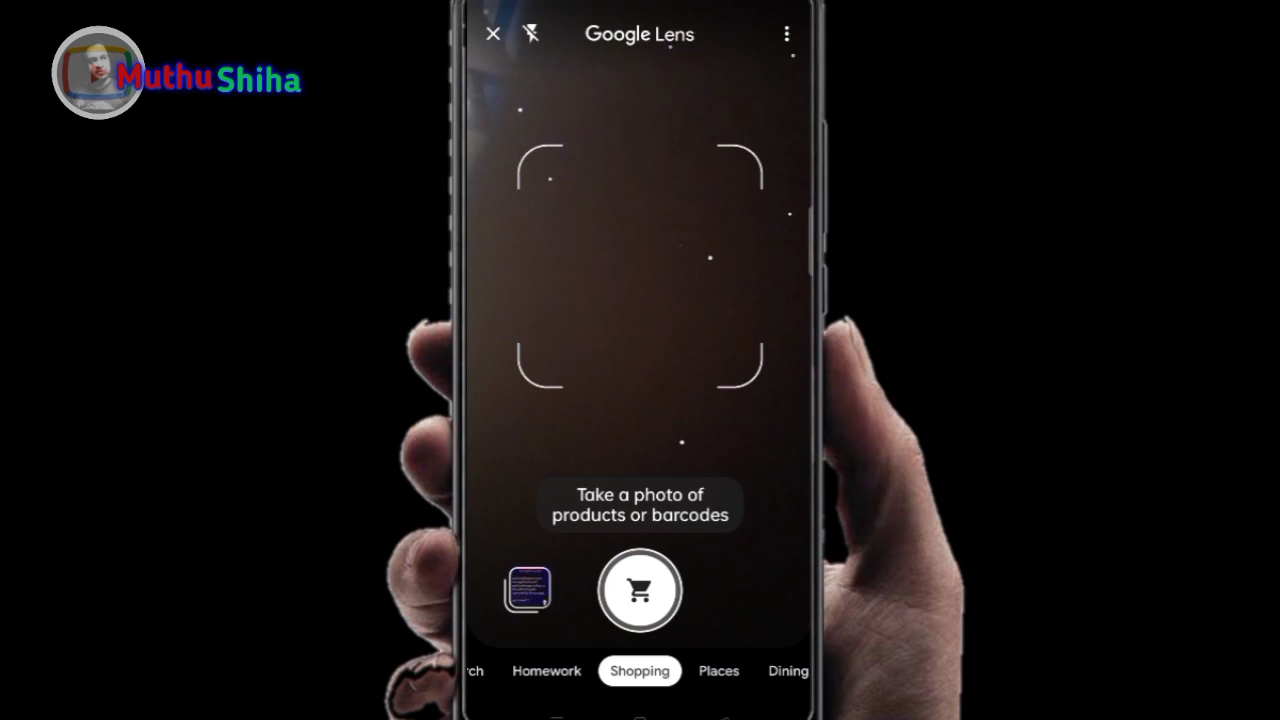 Google Lens
Muthu Shiha
Take a photo of
products or barcodes
rch Homework Shopping Places Dining